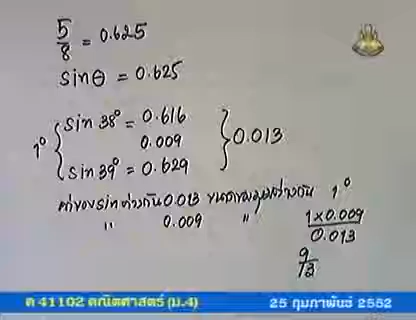 5/8 = 0.625
sinθ = 0.625
sin 38° = 0.616
1° 0.009 0.013
sin 39° = 0.629
ค่าของ sin ต่างกัน 0.013 ขนาดของมุมต่างกัน 1°
" 0.009 " 1×0.009/0.013
9/13
ค 41102 คณิตศาสตร์ (ม.4) 25 กุมภาพันธ์ 2552